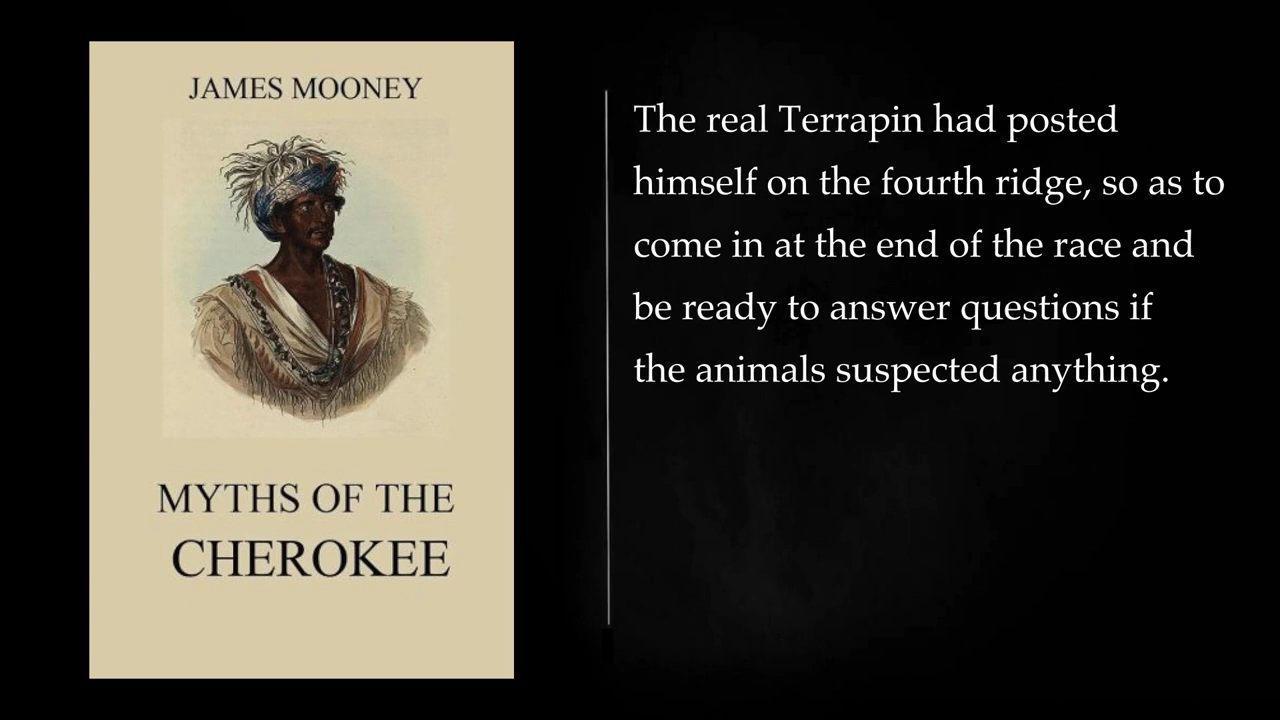 JAMES MOONEY
MYTHS OF THE
CHEROKEE
The real Terrapin had posted
himself on the fourth ridge, so as to
come in at the end of the race and
be ready to answer questions if
the animals suspected anything.